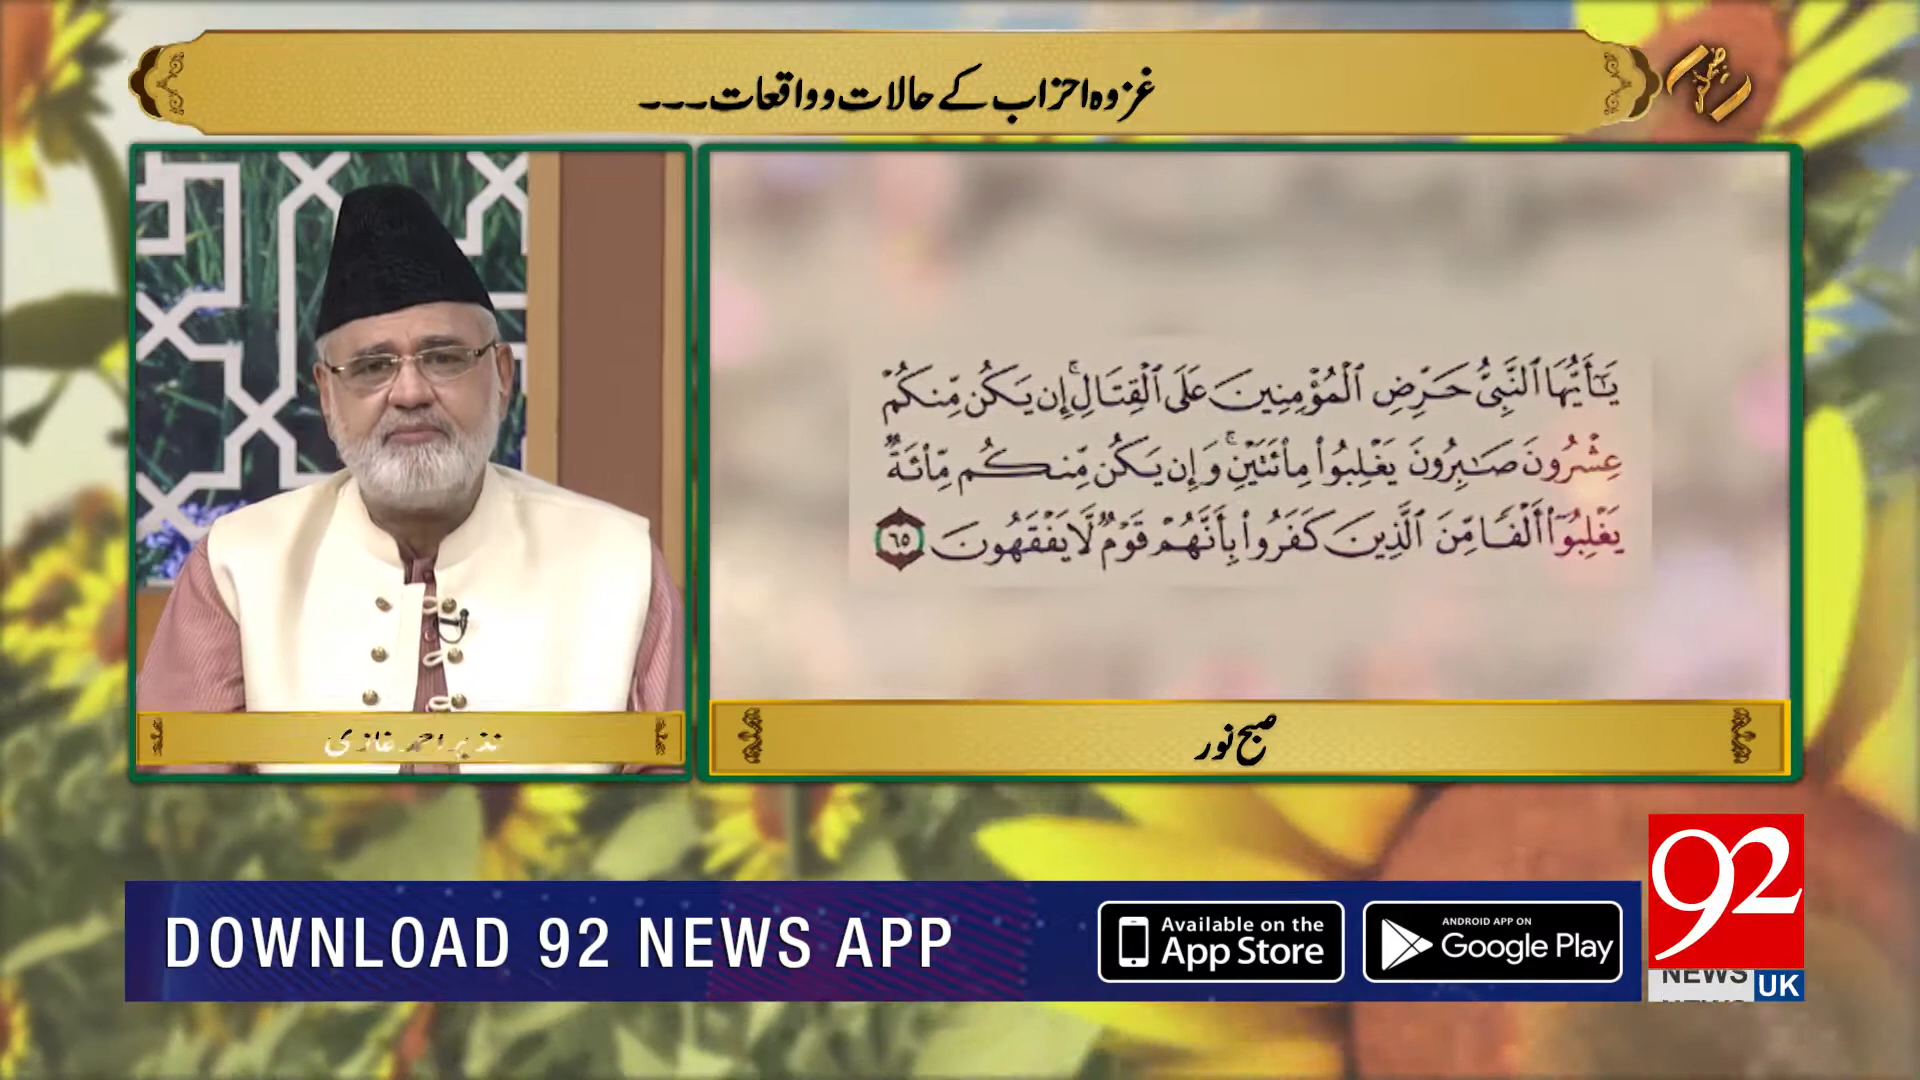 غزوہ احزاب کے حالات و واقعات ۔۔۔
يَـٰٓأَيُّهَا ٱلنَّبِىُّ حَرِّضِ ٱلْمُؤْمِنِينَ عَلَى ٱلْقِتَالِ ۚ إِن يَكُن مِّنكُمْ
عِشْرُونَ صَـٰبِرُونَ يَغْلِبُوا۟ مِا۟ئَتَيْنِ ۚ وَإِن يَكُن مِّنكُم مِّا۟ئَةٌ
يَغْلِبُوٓا۟ أَلْفًا مِّنَ ٱلَّذِينَ كَفَرُوا۟ بِأَنَّهُمْ قَوْمٌ لَّا يَفْقَهُونَ ٦٥
نذیر احمد غازی
صبح نور
DOWNLOAD 92 NEWS APP
Available on the
App Store
ANDROID APP ON
Google Play
92
NEWS
UK